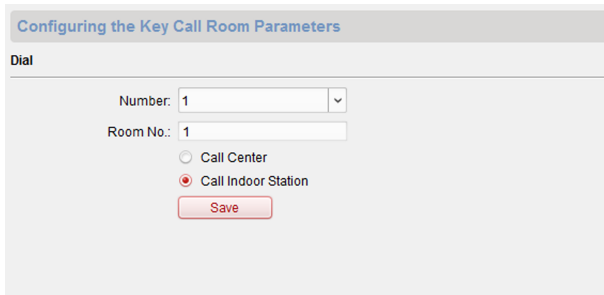 Configuring the Key Call Room Parameters
Dial
Number: 1
Room No.: 1
Call Center
Call Indoor Station
Save